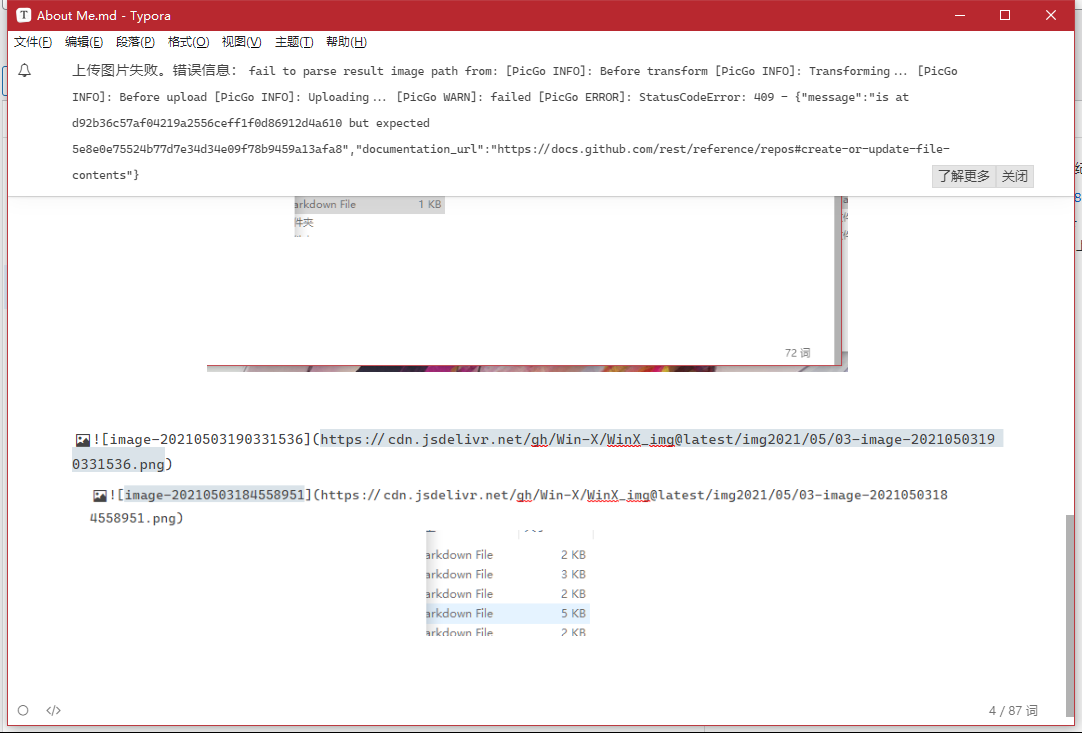 About Me.md - Typora
文件(F) 编辑(E) 段落(P) 格式(O) 视图(V) 主题(T) 帮助(H)
上传图片失败。错误信息： fail to parse result image path from: [PicGo INFO]: Before transform [PicGo INFO]: Transforming... [PicGo
INFO]: Before upload [PicGo INFO]: Uploading... [PicGo WARN]: failed [PicGo ERROR]: StatusCodeError: 409 - {"message":"is at
d92b36c57af04219a2556ceff1f0d86912d4a610 but expected
5e8e0e75524b77d7e34d34e09f78b9459a13afa8","documentation_url":"https://docs.github.com/rest/reference/repos#create-or-update-file-
contents"}
了解更多 关闭
arkdown File 1 KB
件夹
72 词
![image-20210503190331536](https://cdn.jsdelivr.net/gh/Win-X/WinX_img@latest/img2021/05/03-image-2021050319
0331536.png)
![image-20210503184558951](https://cdn.jsdelivr.net/gh/Win-X/WinX_img@latest/img2021/05/03-image-2021050318
4558951.png)
arkdown File 2 KB
arkdown File 3 KB
arkdown File 2 KB
arkdown File 5 KB
arkdown File 2 KB
4 / 87 词